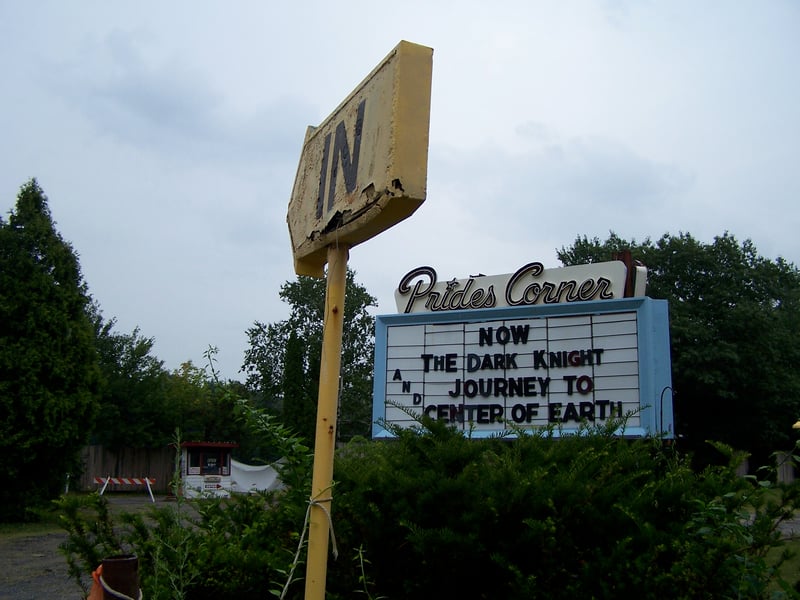 IN
Prides Corner
NOW
THE DARK KNIGHT
AND
JOURNEY TO
CENTER OF EARTH